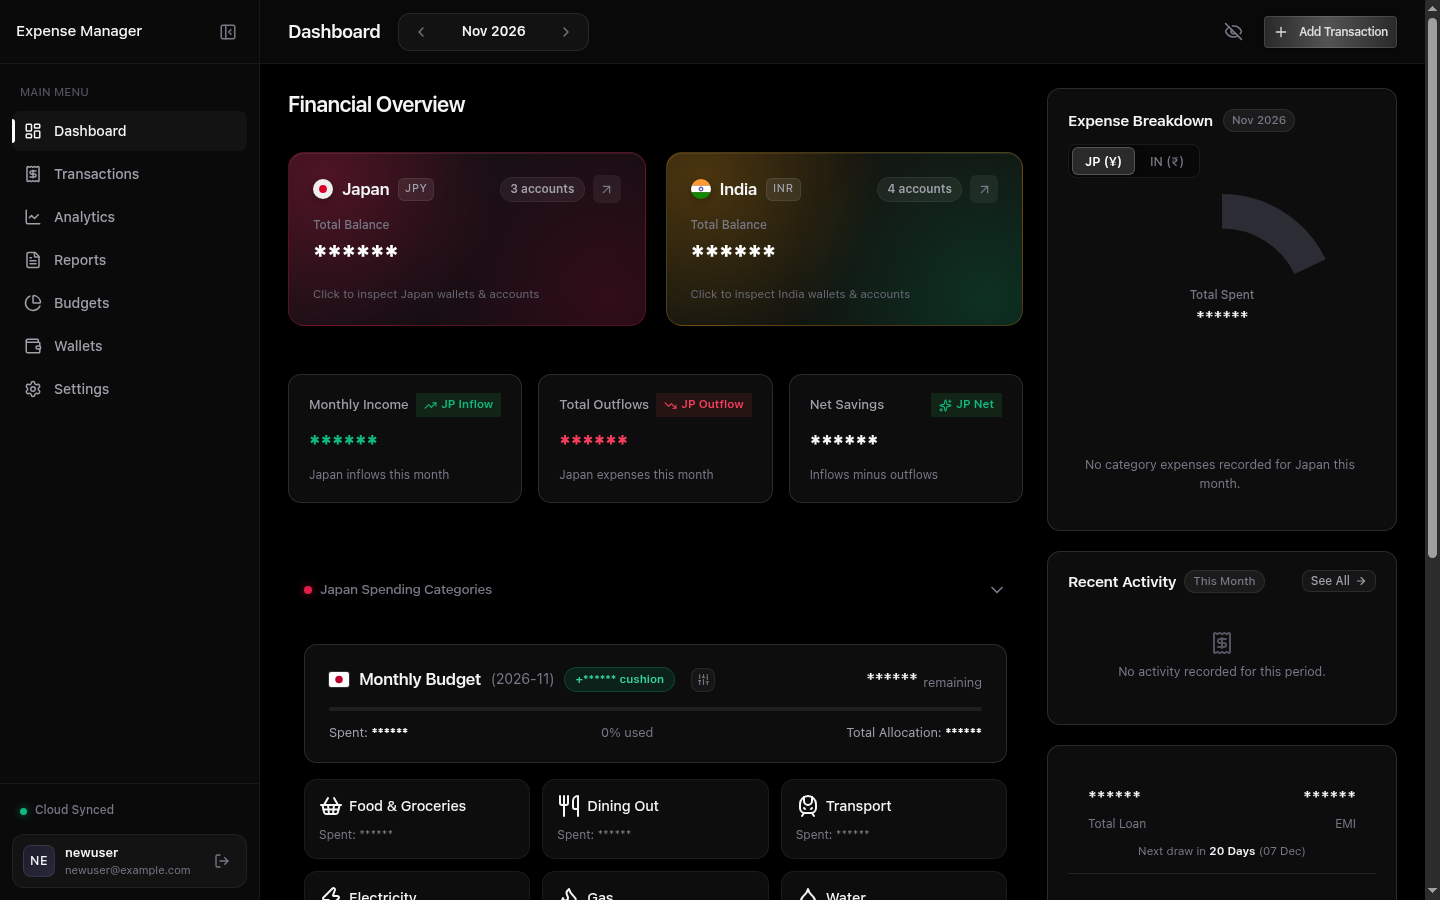 Expense Manager
MAIN MENU
Dashboard
Transactions
Analytics
Reports
Budgets
Wallets
Settings
Cloud Synced
NE
newuser
newuser@example.com
Dashboard
Nov 2026
Add Transaction
Financial Overview
Japan JPY 3 accounts
Total Balance
******
Click to inspect Japan wallets & accounts
India INR 4 accounts
Total Balance
******
Click to inspect India wallets & accounts
Monthly Income JP Inflow
******
Japan inflows this month
Total Outflows JP Outflow
******
Japan expenses this month
Net Savings JP Net
******
Inflows minus outflows
Japan Spending Categories
Monthly Budget (2026-11) +****** cushion ****** remaining
Spent: ****** 0% used Total Allocation: ******
Food & Groceries
Spent: ******
Dining Out
Spent: ******
Transport
Spent: ******
Electricity
Gas
Water
Expense Breakdown Nov 2026
JP (¥) IN (₹)
Total Spent
******
No category expenses recorded for Japan this
month.
Recent Activity This Month See All
No activity recorded for this period.
****** ******
Total Loan EMI
Next draw in 20 Days (07 Dec)